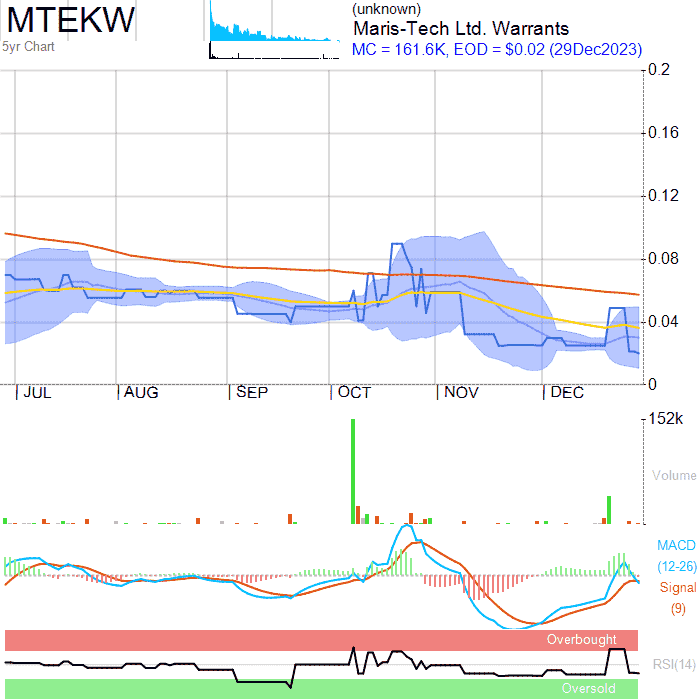 MTEKW
5yr Chart
(unknown)
Maris-Tech Ltd. Warrants
MC = 161.6K, EOD = $0.02 (29Dec2023)
0.2
0.16
0.12
0.08
0.04
0
JUL
AUG
SEP
OCT
NOV
DEC
152k
Volume
MACD
(12-26)
Signal
(9)
Overbought
RSI(14)
Oversold